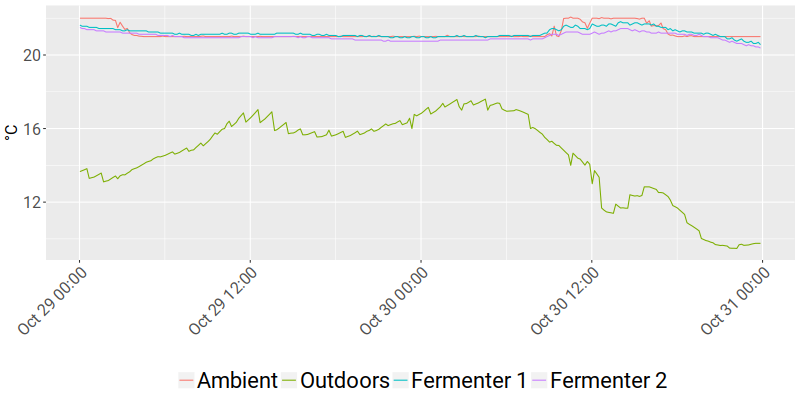 20
16
12
°C
Oct 29 00:00
Oct 29 12:00
Oct 30 00:00
Oct 30 12:00
Oct 31 00:00
Ambient Outdoors Fermenter 1 Fermenter 2